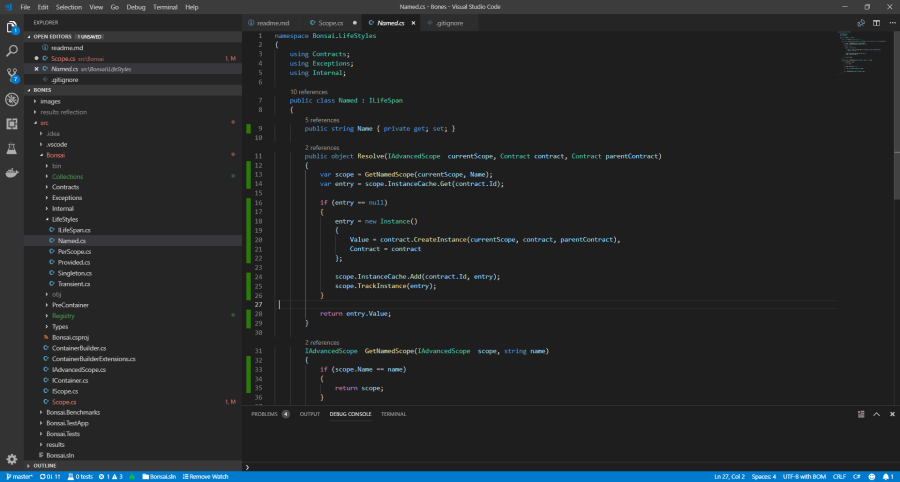 File Edit Selection View Go Debug Terminal Help
Named.cs - Bones - Visual Studio Code
EXPLORER
OPEN EDITORS 1 UNSAVED
readme.md
Scope.cs src\Bonsai 1, M
Named.cs src\Bonsai\LifeStyles
.gitignore
BONES
images
results reflection
src
.idea
.vscode
Bonsai
bin
Collections
Contracts
Exceptions
Internal
LifeStyles
ILifeSpan.cs
Named.cs
PerScope.cs
Provided.cs
Singleton.cs
Transient.cs
obj
PreContainer
Registry
Types
Bonsai.csproj
ContainerBuilder.cs
ContainerBuilderExtensions.cs
IAdvancedScope.cs
IContainer.cs
IScope.cs
Scope.cs 1, M
Bonsai.Benchmarks
Bonsai.TestApp
Bonsai.Tests
results
Bonsai.sln
OUTLINE
readme.md Scope.cs Named.cs .gitignore
1 namespace Bonsai.LifeStyles
2 {
3 using Contracts;
4 using Exceptions;
5 using Internal;
6
10 references
7 public class Named : ILifeSpan
8 {
5 references
9 public string Name { private get; set; }
10
2 references
11 public object Resolve(IAdvancedScope currentScope, Contract contract, Contract parentContract)
12 {
13 var scope = GetNamedScope(currentScope, Name);
14 var entry = scope.InstanceCache.Get(contract.Id);
15
16 if (entry == null)
17 {
18 entry = new Instance()
19 {
20 Value = contract.CreateInstance(currentScope, contract, parentContract),
21 Contract = contract
22 };
23
24 scope.InstanceCache.Add(contract.Id, entry);
25 scope.TrackInstance(entry);
26 }
27
28 return entry.Value;
29 }
30
2 references
31 IAdvancedScope GetNamedScope(IAdvancedScope scope, string name)
32 {
33 if (scope.Name == name)
34 {
35 return scope;
36 }
PROBLEMS 4 OUTPUT DEBUG CONSOLE TERMINAL
master* 0↓ 1↑ 0 tests 1 3 Bonsai.sln Remove Watch
Ln 27, Col 2 Spaces: 4 UTF-8 with BOM CRLF C# 1